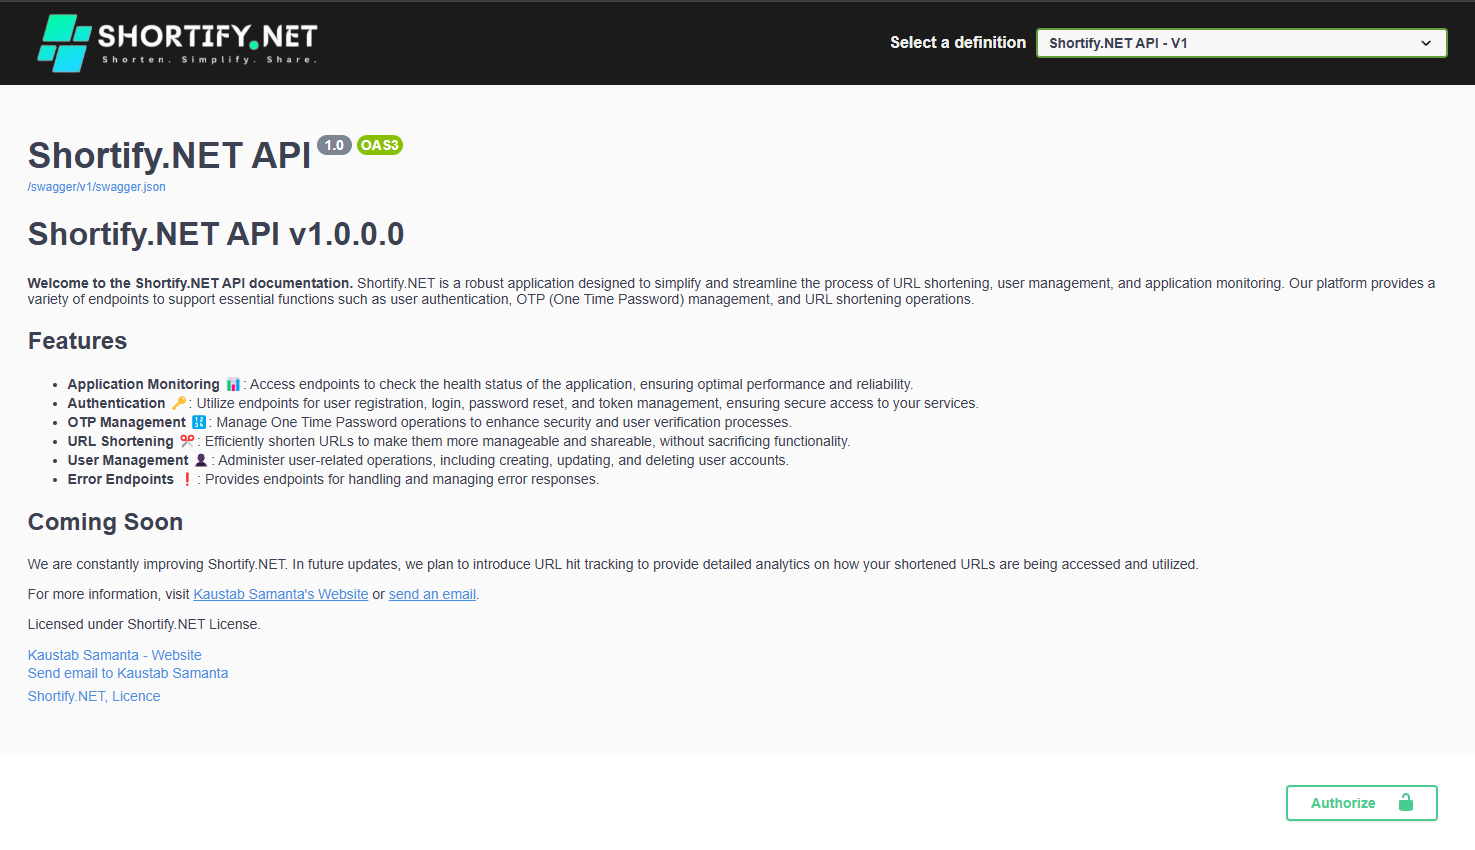 SHORTIFY.NET
Shorten. Simplify. Share.
Select a definition
Shortify.NET API - V1
Shortify.NET API 1.0 OAS3
/swagger/v1/swagger.json
Shortify.NET API v1.0.0.0
Welcome to the Shortify.NET API documentation. Shortify.NET is a robust application designed to simplify and streamline the process of URL shortening, user management, and application monitoring. Our platform provides a
variety of endpoints to support essential functions such as user authentication, OTP (One Time Password) management, and URL shortening operations.
Features
• Application Monitoring 📊: Access endpoints to check the health status of the application, ensuring optimal performance and reliability.
• Authentication 🔑: Utilize endpoints for user registration, login, password reset, and token management, ensuring secure access to your services.
• OTP Management 🔢: Manage One Time Password operations to enhance security and user verification processes.
• URL Shortening ✂️: Efficiently shorten URLs to make them more manageable and shareable, without sacrificing functionality.
• User Management 👤: Administer user-related operations, including creating, updating, and deleting user accounts.
• Error Endpoints ❗: Provides endpoints for handling and managing error responses.
Coming Soon
We are constantly improving Shortify.NET. In future updates, we plan to introduce URL hit tracking to provide detailed analytics on how your shortened URLs are being accessed and utilized.
For more information, visit Kaustab Samanta's Website or send an email.
Licensed under Shortify.NET License.
Kaustab Samanta - Website
Send email to Kaustab Samanta
Shortify.NET, Licence
Authorize